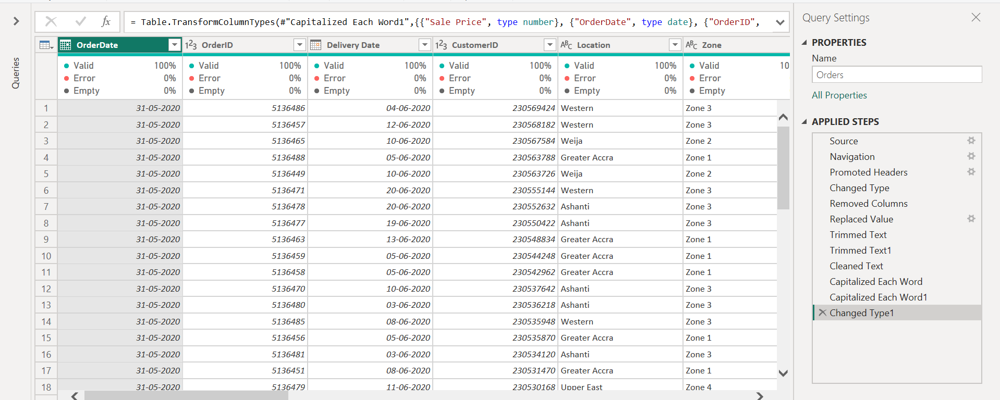 fx
= Table.TransformColumnTypes(#"Capitalized Each Word1",{{"Sale Price", type number}, {"OrderDate", type date}, {"OrderID",
Queries
OrderDate 123 OrderID Delivery Date 123 CustomerID ABC Location ABC Zone
Valid 100% Valid 100% Valid 100% Valid 100% Valid 100% Valid 10
Error 0% Error 0% Error 0% Error 0% Error 0% Error
Empty 0% Empty 0% Empty 0% Empty 0% Empty 0% Empty
1 31-05-2020 5136486 04-06-2020 230569424 Western Zone 3
2 31-05-2020 5136457 12-06-2020 230568182 Western Zone 3
3 31-05-2020 5136465 10-06-2020 230567584 Weija Zone 2
4 31-05-2020 5136488 05-06-2020 230563788 Greater Accra Zone 1
5 31-05-2020 5136449 10-06-2020 230563726 Weija Zone 2
6 31-05-2020 5136471 20-06-2020 230555144 Western Zone 3
7 31-05-2020 5136478 20-06-2020 230552632 Ashanti Zone 3
8 31-05-2020 5136477 19-06-2020 230550422 Ashanti Zone 3
9 31-05-2020 5136463 13-06-2020 230548834 Greater Accra Zone 1
10 31-05-2020 5136459 05-06-2020 230544248 Greater Accra Zone 1
11 31-05-2020 5136458 05-06-2020 230542962 Greater Accra Zone 1
12 31-05-2020 5136470 10-06-2020 230537642 Ashanti Zone 3
13 31-05-2020 5136480 03-06-2020 230536218 Ashanti Zone 3
14 31-05-2020 5136485 08-06-2020 230535948 Western Zone 3
15 31-05-2020 5136456 05-06-2020 230535870 Greater Accra Zone 1
16 31-05-2020 5136481 03-06-2020 230534120 Ashanti Zone 3
17 31-05-2020 5136451 08-06-2020 230531470 Greater Accra Zone 1
18 31-05-2020 5136479 11-06-2020 230530168 Upper East Zone 4
Query Settings
PROPERTIES
Name
Orders
All Properties
APPLIED STEPS
Source
Navigation
Promoted Headers
Changed Type
Removed Columns
Replaced Value
Trimmed Text
Trimmed Text1
Cleaned Text
Capitalized Each Word
Capitalized Each Word1
Changed Type1